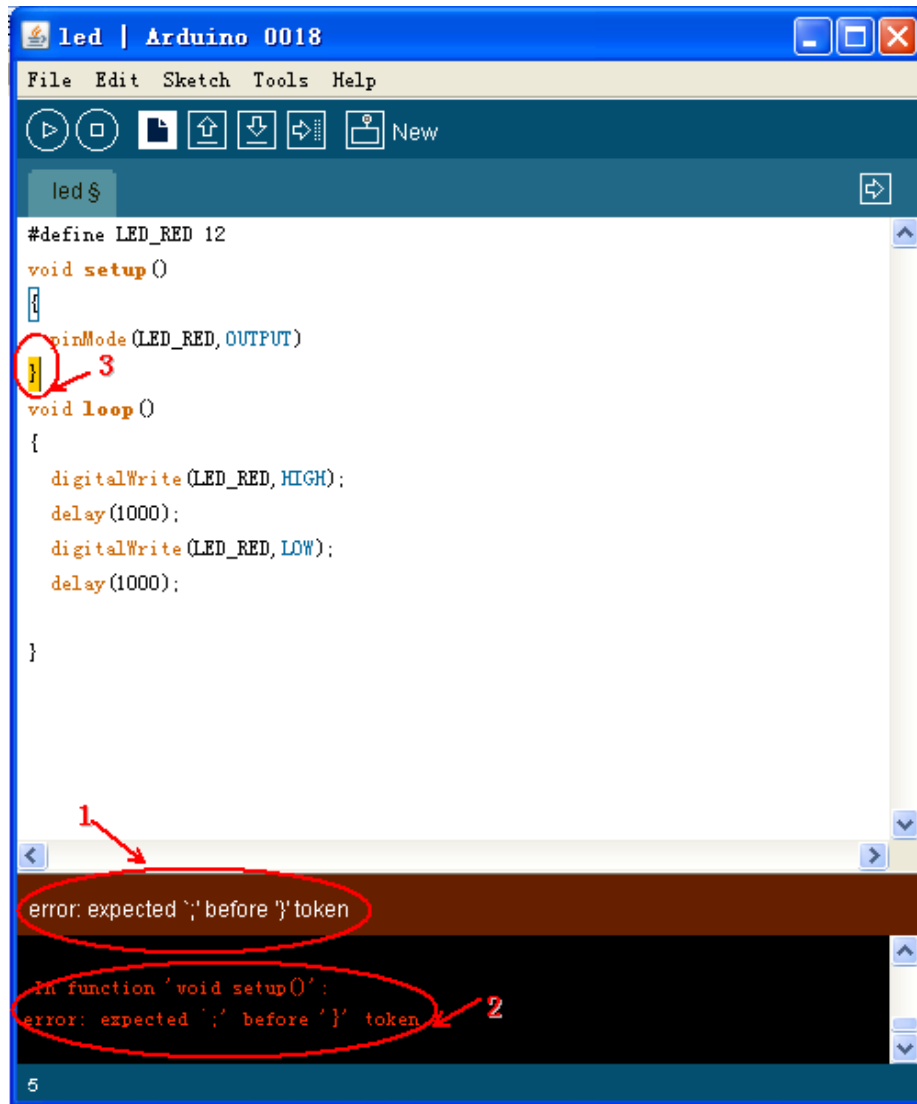 led | Arduino 0018
File Edit Sketch Tools Help
New
led §
#define LED_RED 12
void setup()
{
pinMode(LED_RED,OUTPUT)
} 3
void loop()
{
digitalWrite(LED_RED,HIGH);
delay(1000);
digitalWrite(LED_RED,LOW);
delay(1000);
}
1
error: expected `;' before '}' token
In function 'void setup()':
error: expected `;' before '}' token 2
5